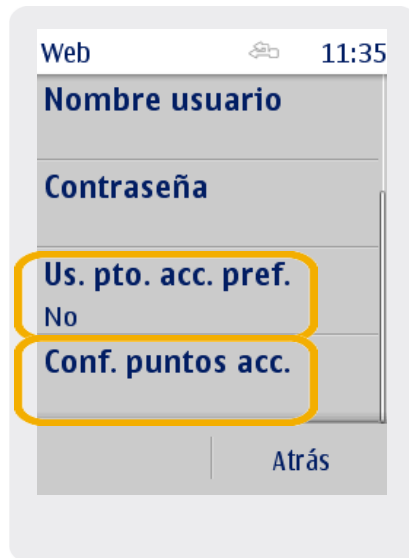 Web 11:35
Nombre usuario
Contraseña
Us. pto. acc. pref.
No
Conf. puntos acc.
Atrás